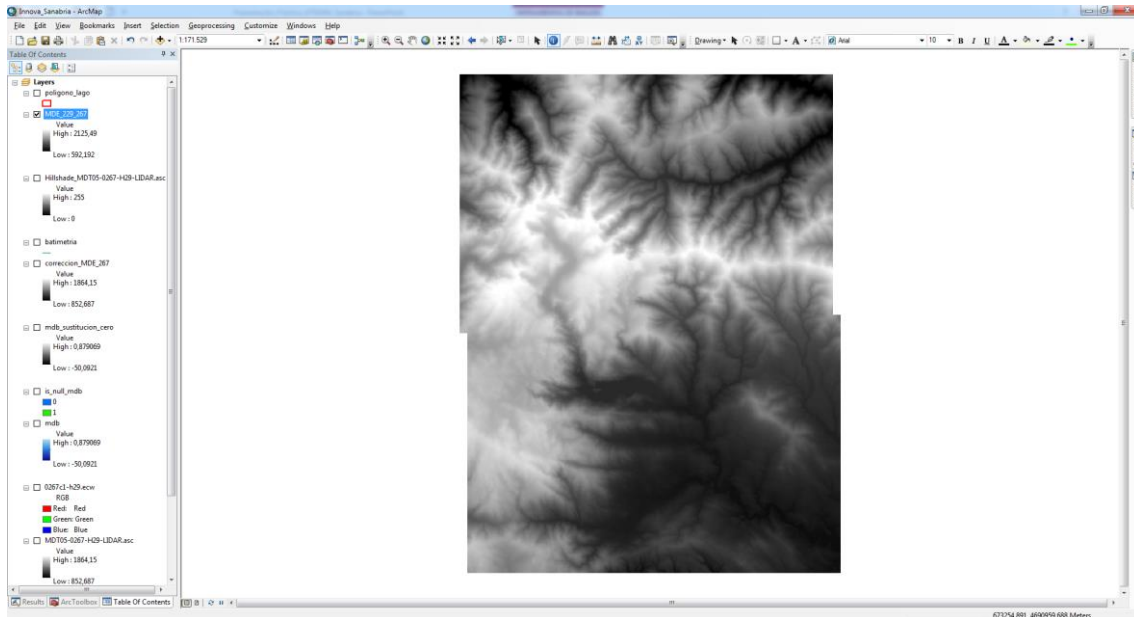 Innova_Sanabria - ArcMap
File Edit View Bookmarks Insert Selection Geoprocessing Customize Windows Help
1:171.529
Drawing
Arial
10
B I U A
Table Of Contents
Layers
poligono_lago
MDE_229_267
Value
High : 2125,49
Low : 592,192
Hillshade_MDT05-0267-H29-LIDAR.asc
Value
High : 255
Low : 0
batimetria
correccion_MDE_267
Value
High : 1864,15
Low : 852,687
mdb_sustitucion_cero
Value
High : 0,879069
Low : -50,0921
is_null_mdb
0
1
mdb
Value
High : 0,879069
Low : -50,0921
0267c1-h29.ecw
RGB
Red: Red
Green: Green
Blue: Blue
MDT05-0267-H29-LIDAR.asc
Value
High : 1864,15
Low : 852,687
Results ArcToolbox Table Of Contents
673254,891 4690959,688 Meters